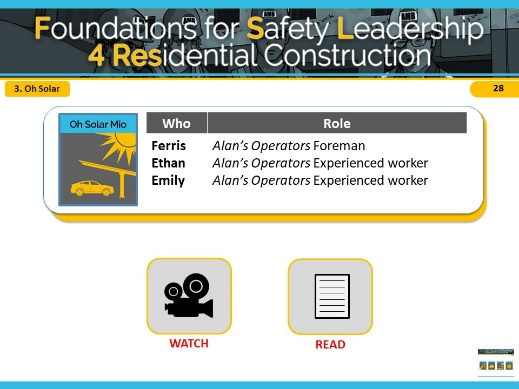 Foundations for Safety Leadership
4 Residential Construction
3. Oh Solar
28
Oh Solar Mio
Who Role
Ferris Alan's Operators Foreman
Ethan Alan's Operators Experienced worker
Emily Alan's Operators Experienced worker
WATCH
READ